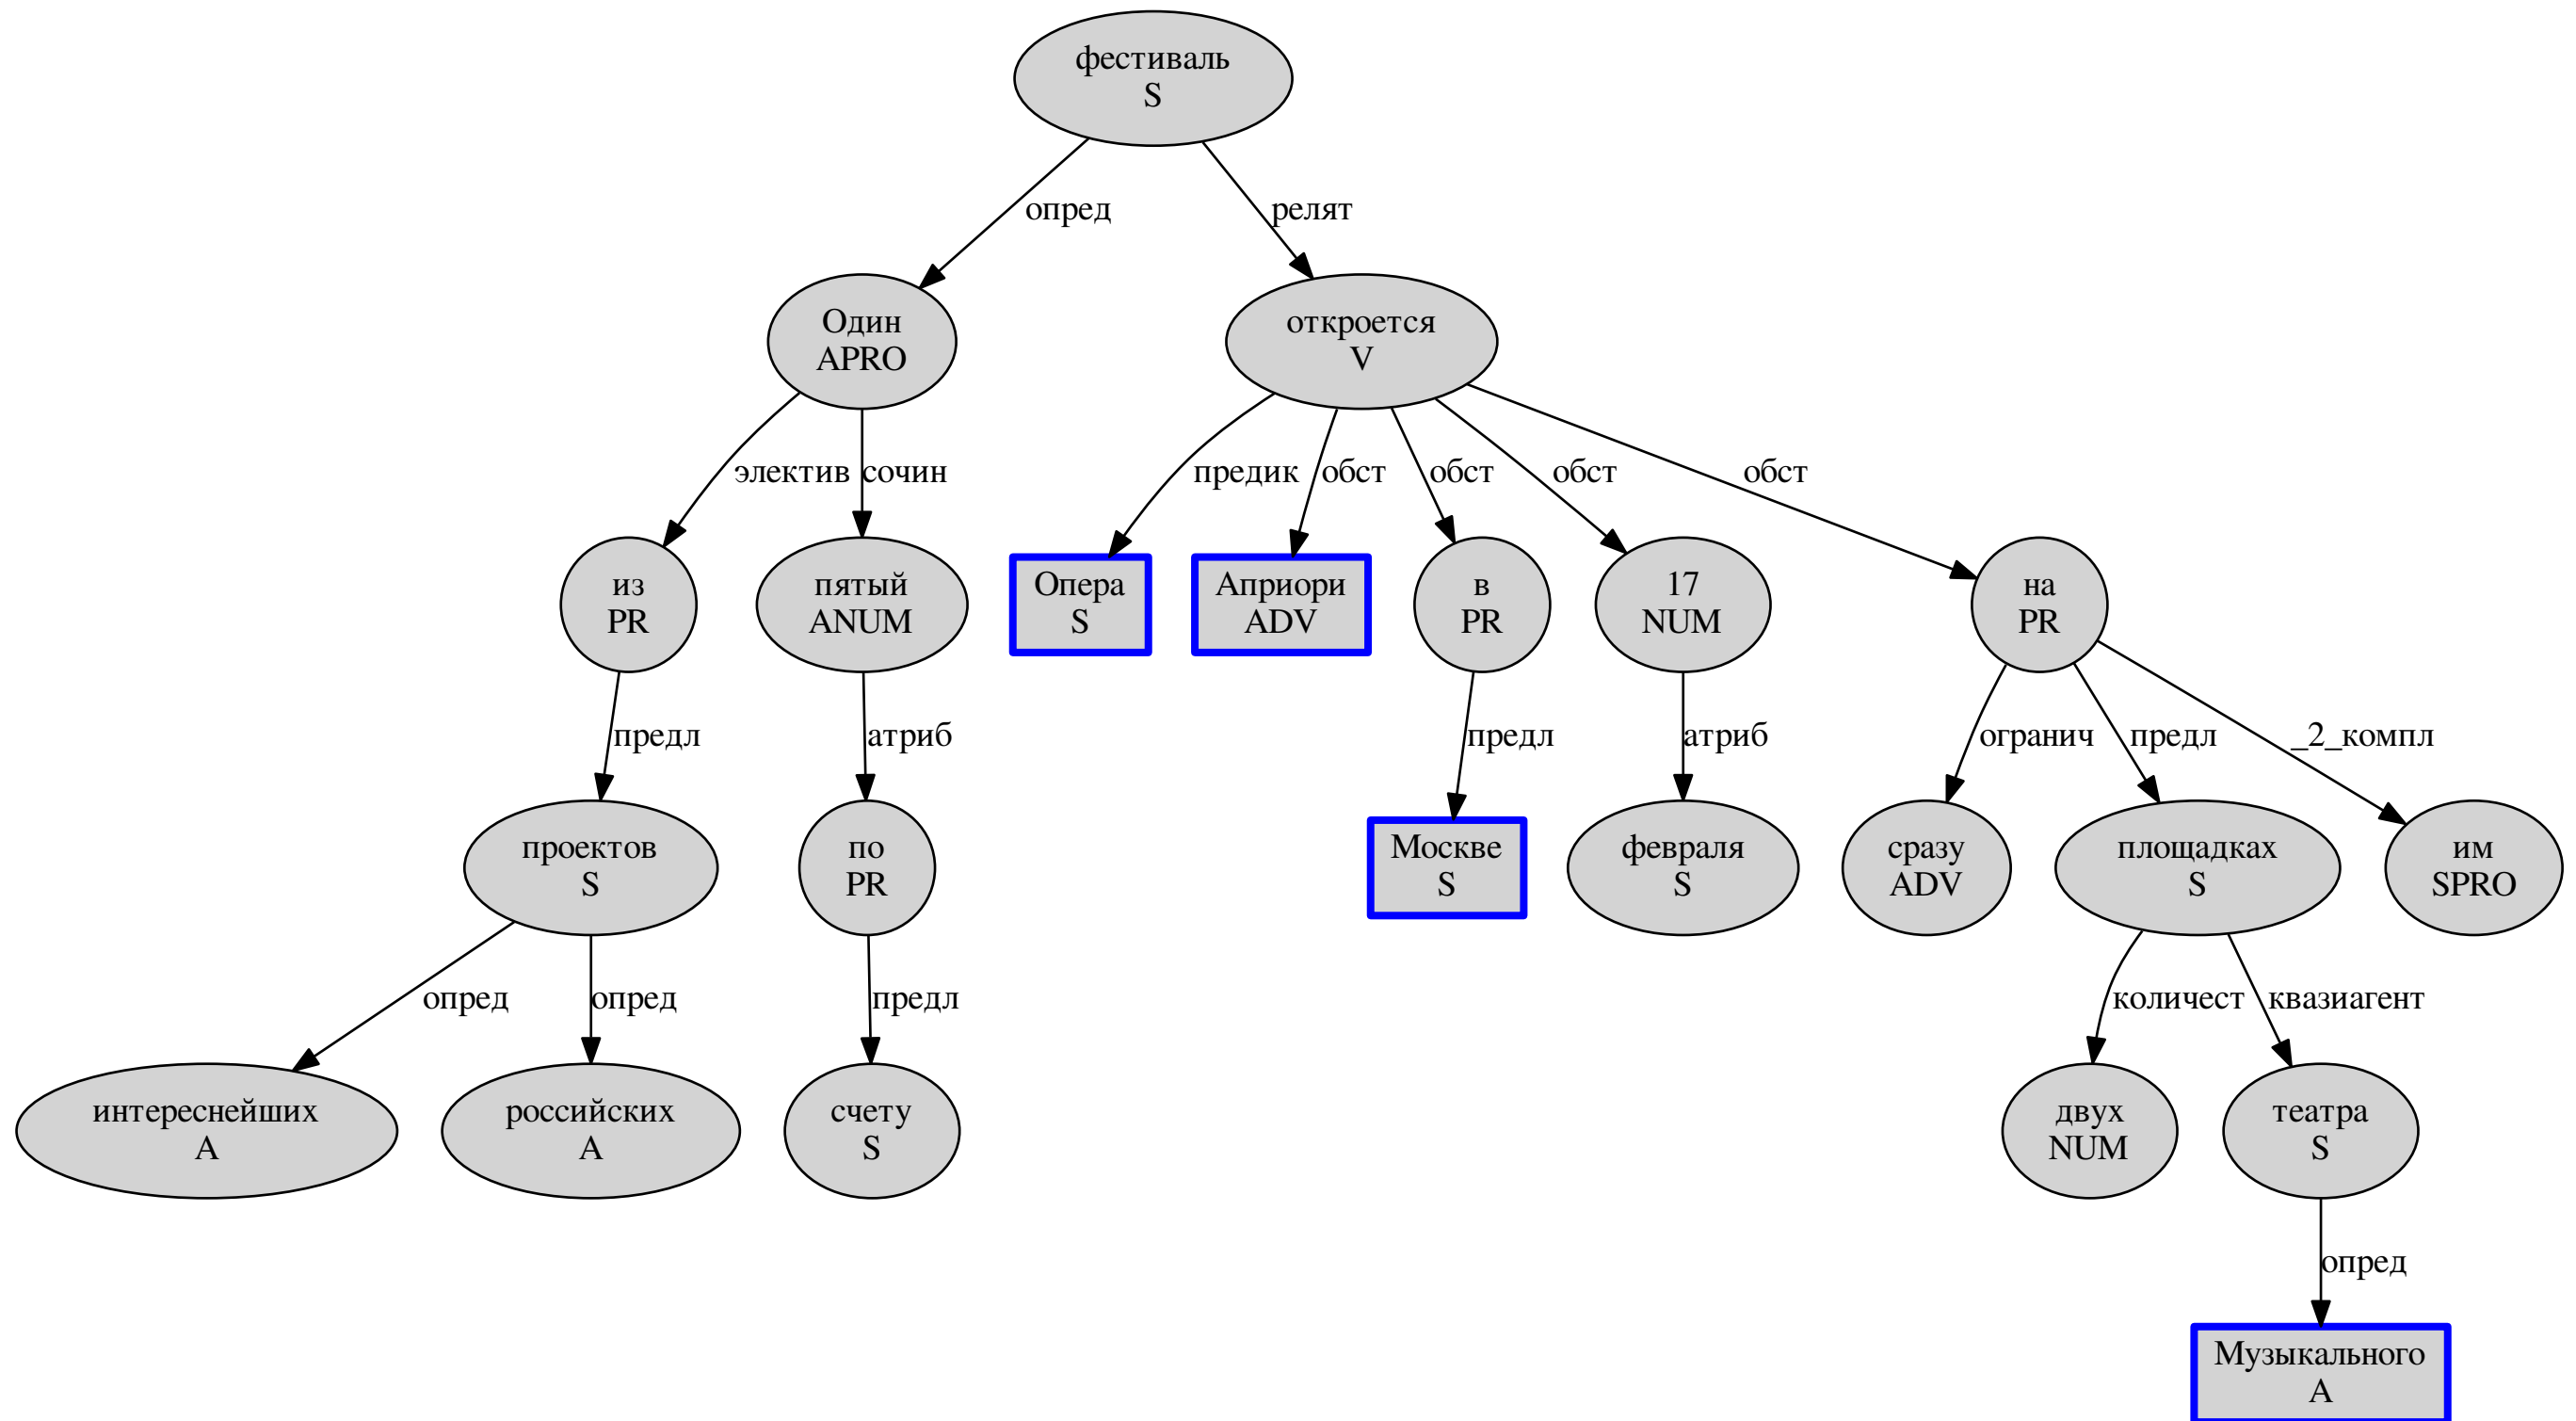 фестиваль
S
опред
релят
Один
APRO
откроется
V
электив
сочин
предик
обст
обст
обст
обст
из
PR
пятый
ANUM
Опера
S
Априори
ADV
в
PR
17
NUM
на
PR
предл
атриб
предл
атриб
огранич
предл
_2_компл
проектов
S
по
PR
Москве
S
февраля
S
сразу
ADV
площадках
S
им
SPRO
опред
опред
предл
количест
квазиагент
интереснейших
A
российских
A
счету
S
двух
NUM
театра
S
опред
Музыкального
A